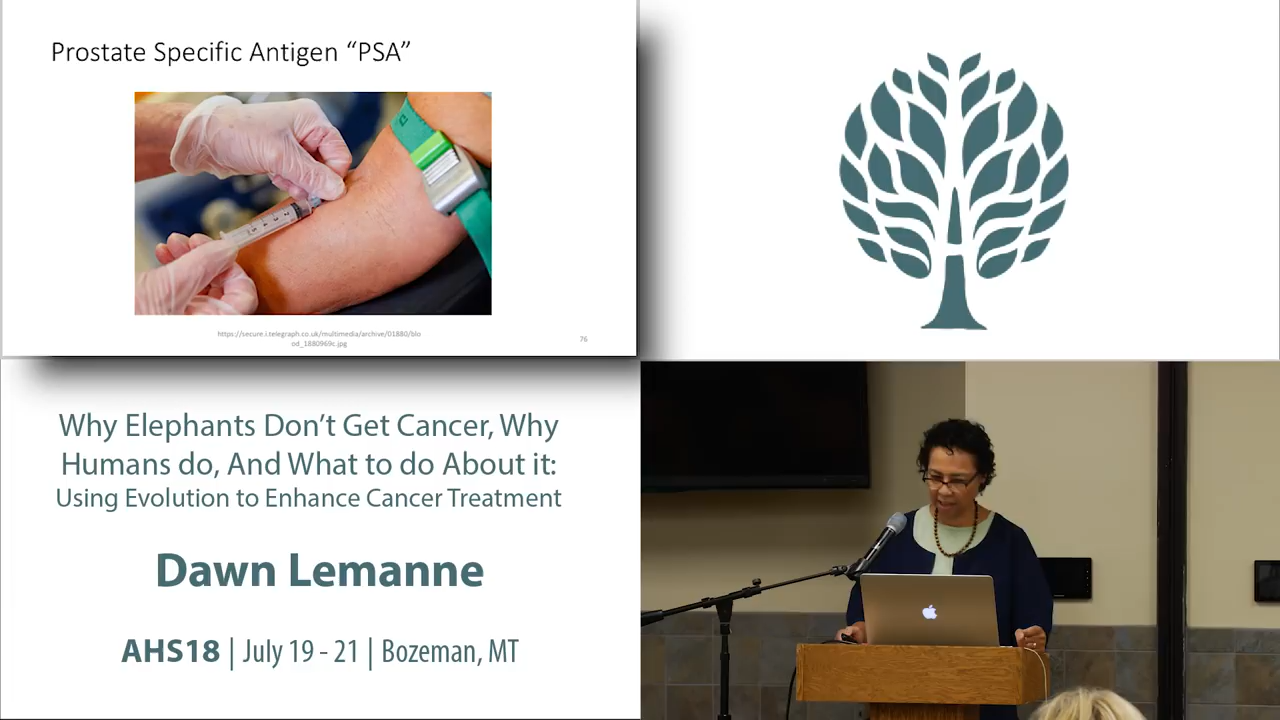 Prostate Specific Antigen “PSA”
https://secure.i.telegraph.co.uk/multimedia/archive/01880/blo
od_1880969c.jpg
76
Why Elephants Don’t Get Cancer, Why
Humans do, And What to do About it:
Using Evolution to Enhance Cancer Treatment
Dawn Lemanne
AHS18 | July 19 - 21 | Bozeman, MT